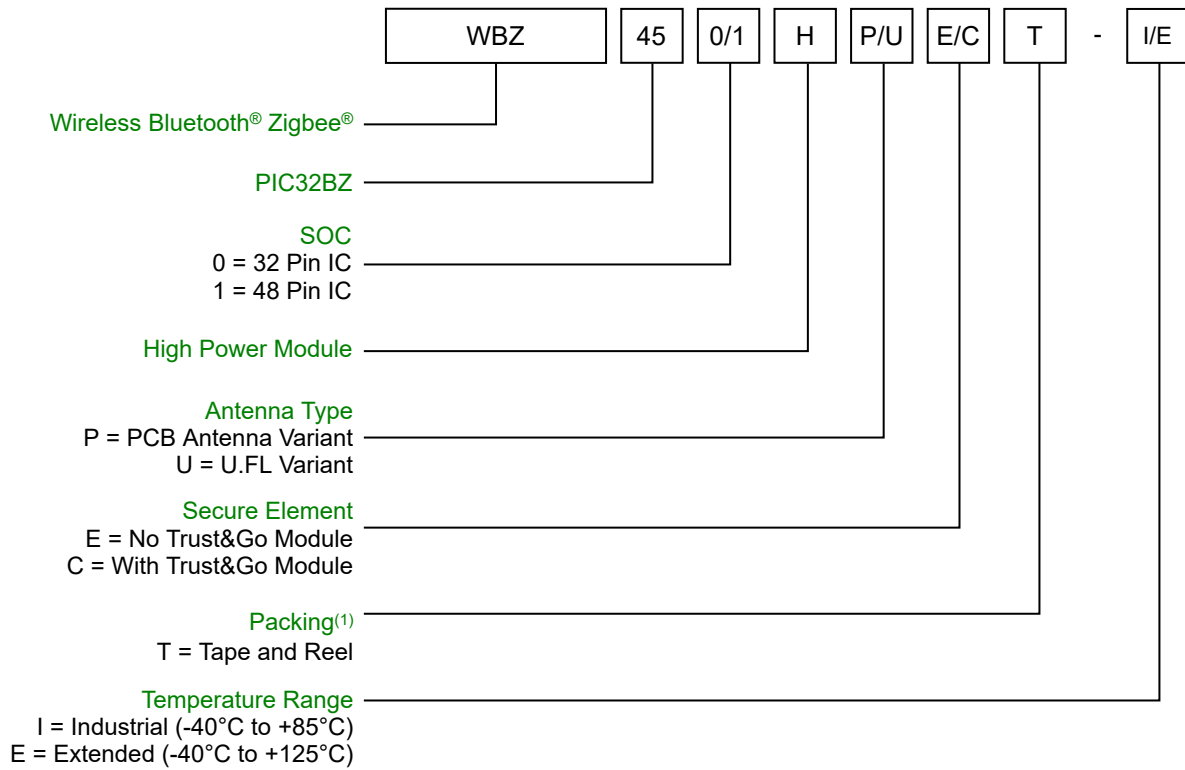 WBZ 45 0/1 H P/U E/C T - I/E
Wireless Bluetooth® Zigbee®
PIC32BZ
SOC
0 = 32 Pin IC
1 = 48 Pin IC
High Power Module
Antenna Type
P = PCB Antenna Variant
U = U.FL Variant
Secure Element
E = No Trust&Go Module
C = With Trust&Go Module
Packing(1)
T = Tape and Reel
Temperature Range
I = Industrial (-40°C to +85°C)
E = Extended (-40°C to +125°C)